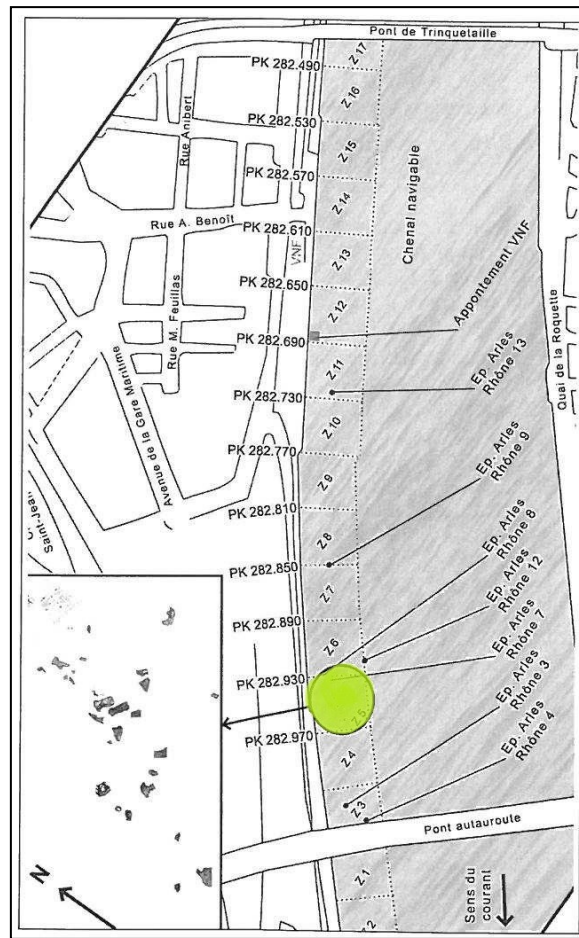 Pont de Trinquetaille
PK 282.490
Z 17
Z 16
PK 282.530
Z 15
PK 282.570
Z 14
PK 282.610
Z 13
PK 282.650
Z 12
PK 282.690
Z 11
PK 282.730
Z 10
PK 282.770
Z 9
PK 282.810
Z 8
PK 282.850
Z 7
PK 282.890
Z 6
PK 282.930
Z 5
PK 282.970
Z 4
Z 3
Z 1
Rue Anibert
Rue A. Benoît
VNF
Rue M. Feuillas
Avenue de la Gare Maritime
Saint-Jean,
Chenal navigable
Appontement VNF
Quai de la Roquette
Ep. Arles
Rhône 13
Ep. Arles
Rhône 9
Ep. Arles
Rhône 8
Ep. Arles
Rhône 12
Ep. Arles
Rhône 7
Ep. Arles
Rhône 3
Ep. Arles
Rhône 4
Pont autauroute
Sens du
courant
N